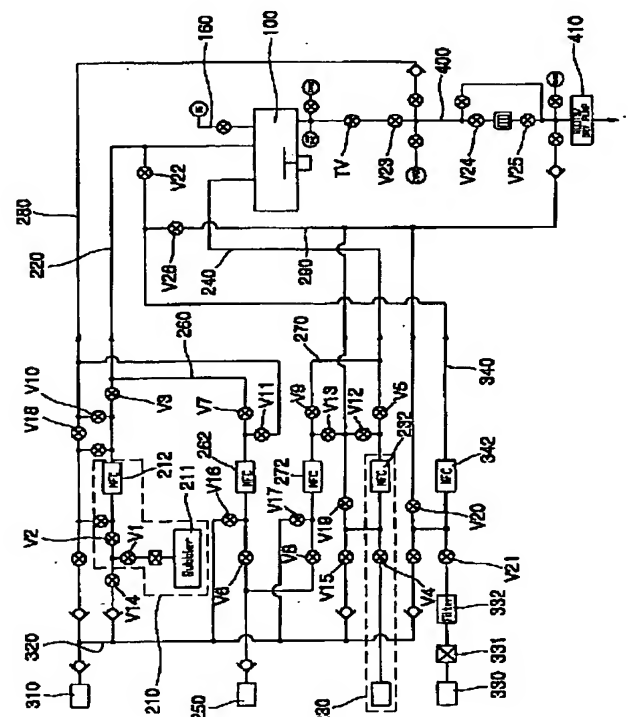 160
100
280
220
V22
V28
240
290
TV
V23
400
V24
V25
410
DRY PUMP
V10
V18
260
270
V3
V7
V11
V9
V13
V12
V5
340
212
MFC
211
Bubbler
V2
V1
V14
V16
262
MFC
V17
272
MFC
232
MFC
342
MFC
V6
V8
V19
V15
V4
V20
V21
332
Filter
331
320
310
210
250
230
330